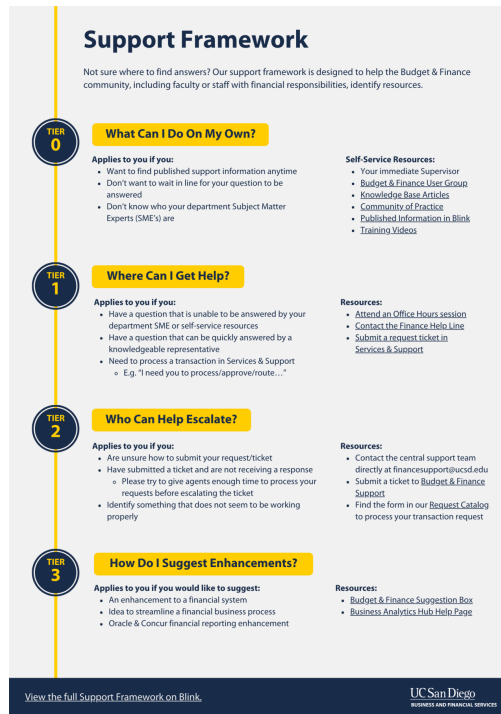 Support Framework
Not sure where to find answers? Our support framework is designed to help the Budget & Finance
community, including faculty or staff with financial responsibilities, identify resources.
TIER
0
What Can I Do On My Own?
Applies to you if you:
• Want to find published support information anytime
• Don't want to wait in line for your question to be
answered
• Don't know who your department Subject Matter
Experts (SME's) are
Self-Service Resources:
• Your immediate Supervisor
• Budget & Finance User Group
• Knowledge Base Articles
• Community of Practice
• Published Information in Blink
• Training Videos
TIER
1
Where Can I Get Help?
Applies to you if you:
• Have a question that is unable to be answered by your
department SME or self-service resources
• Have a question that can be quickly answered by a
knowledgeable representative
• Need to process a transaction in Services & Support
○ E.g. "I need you to process/approve/route…"
Resources:
• Attend an Office Hours session
• Contact the Finance Help Line
• Submit a request ticket in
Services & Support
TIER
2
Who Can Help Escalate?
Applies to you if you:
• Are unsure how to submit your request/ticket
• Have submitted a ticket and are not receiving a response
○ Please try to give agents enough time to process your
requests before escalating the ticket
• Identify something that does not seem to be working
properly
Resources:
• Contact the central support team
directly at financesupport@ucsd.edu
• Submit a ticket to Budget & Finance
Support
• Find the form in our Request Catalog
to process your transaction request
TIER
3
How Do I Suggest Enhancements?
Applies to you if you would like to suggest:
• An enhancement to a financial system
• Idea to streamline a financial business process
• Oracle & Concur financial reporting enhancement
Resources:
• Budget & Finance Suggestion Box
• Business Analytics Hub Help Page
View the full Support Framework on Blink.
UC San Diego
BUSINESS AND FINANCIAL SERVICES